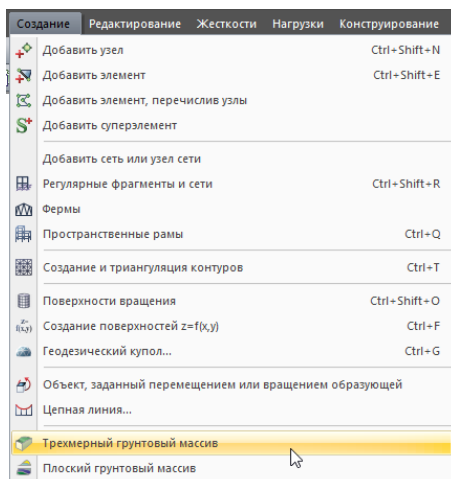 Создание Редактирование Жесткости Нагрузки Конструирование
Добавить узел Ctrl+Shift+N
Добавить элемент Ctrl+Shift+E
Добавить элемент, перечислив узлы
Добавить суперэлемент
Добавить сеть или узел сети
Регулярные фрагменты и сети Ctrl+Shift+R
Фермы
Пространственные рамы Ctrl+Q
Создание и триангуляция контуров Ctrl+T
Поверхности вращения Ctrl+Shift+O
Z= f(x,y) Создание поверхностей z=f(x,y) Ctrl+F
Геодезический купол... Ctrl+G
Объект, заданный перемещением или вращением образующей
Цепная линия...
Трехмерный грунтовый массив
Плоский грунтовый массив